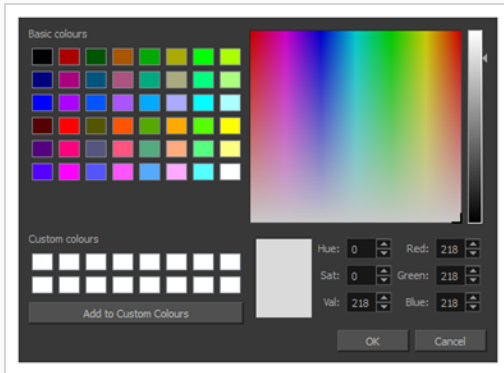 Basic colours
Custom colours
Add to Custom Colours
Hue: 0 Red: 218
Sat: 0 Green: 218
Val: 218 Blue: 218
OK Cancel